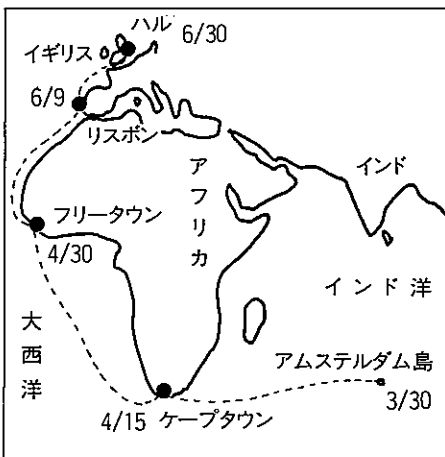 ハル
6/30
イギリス
6/9
リスボン
アフリカ
インド
フリータウン
4/30
インド洋
大西洋
アムステルダム島
3/30
4/15
ケープタウン